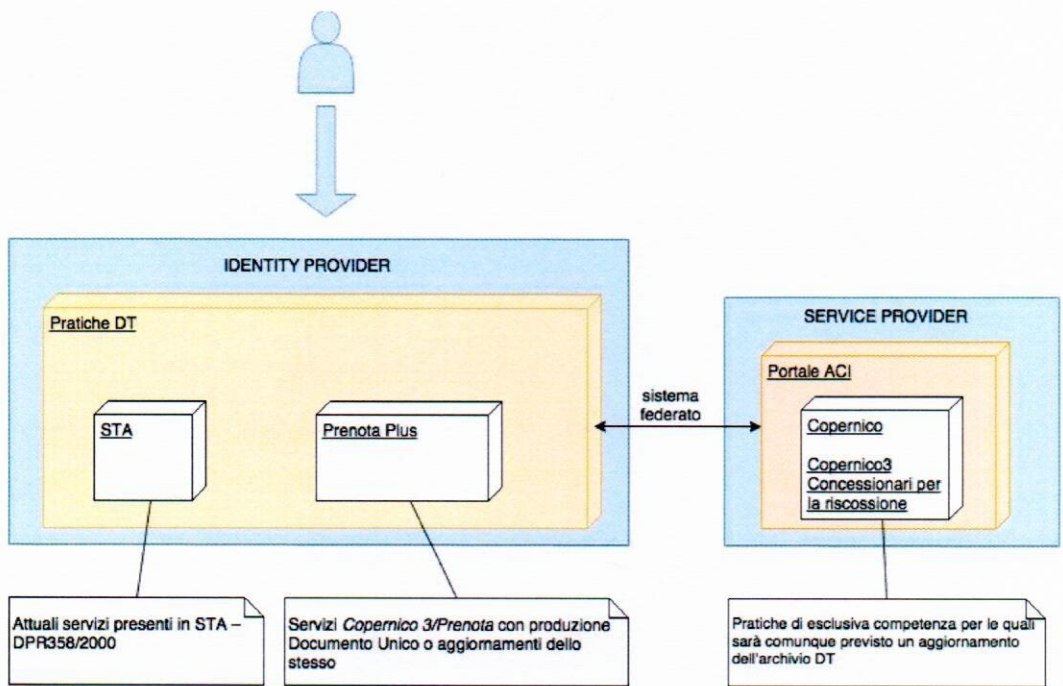 IDENTITY PROVIDER
Pratiche DT
STA
Prenota Plus
sistema
federato
SERVICE PROVIDER
Portale ACI
Copernico
Copernico3
Concessionari per
la riscossione
Attuali servizi presenti in STA –
DPR358/2000
Servizi Copernico 3/Prenota con produzione
Documento Unico o aggiornamenti dello
stesso
Pratiche di esclusiva competenza per le quali
sarà comunque previsto un aggiornamento
dell'archivio DT